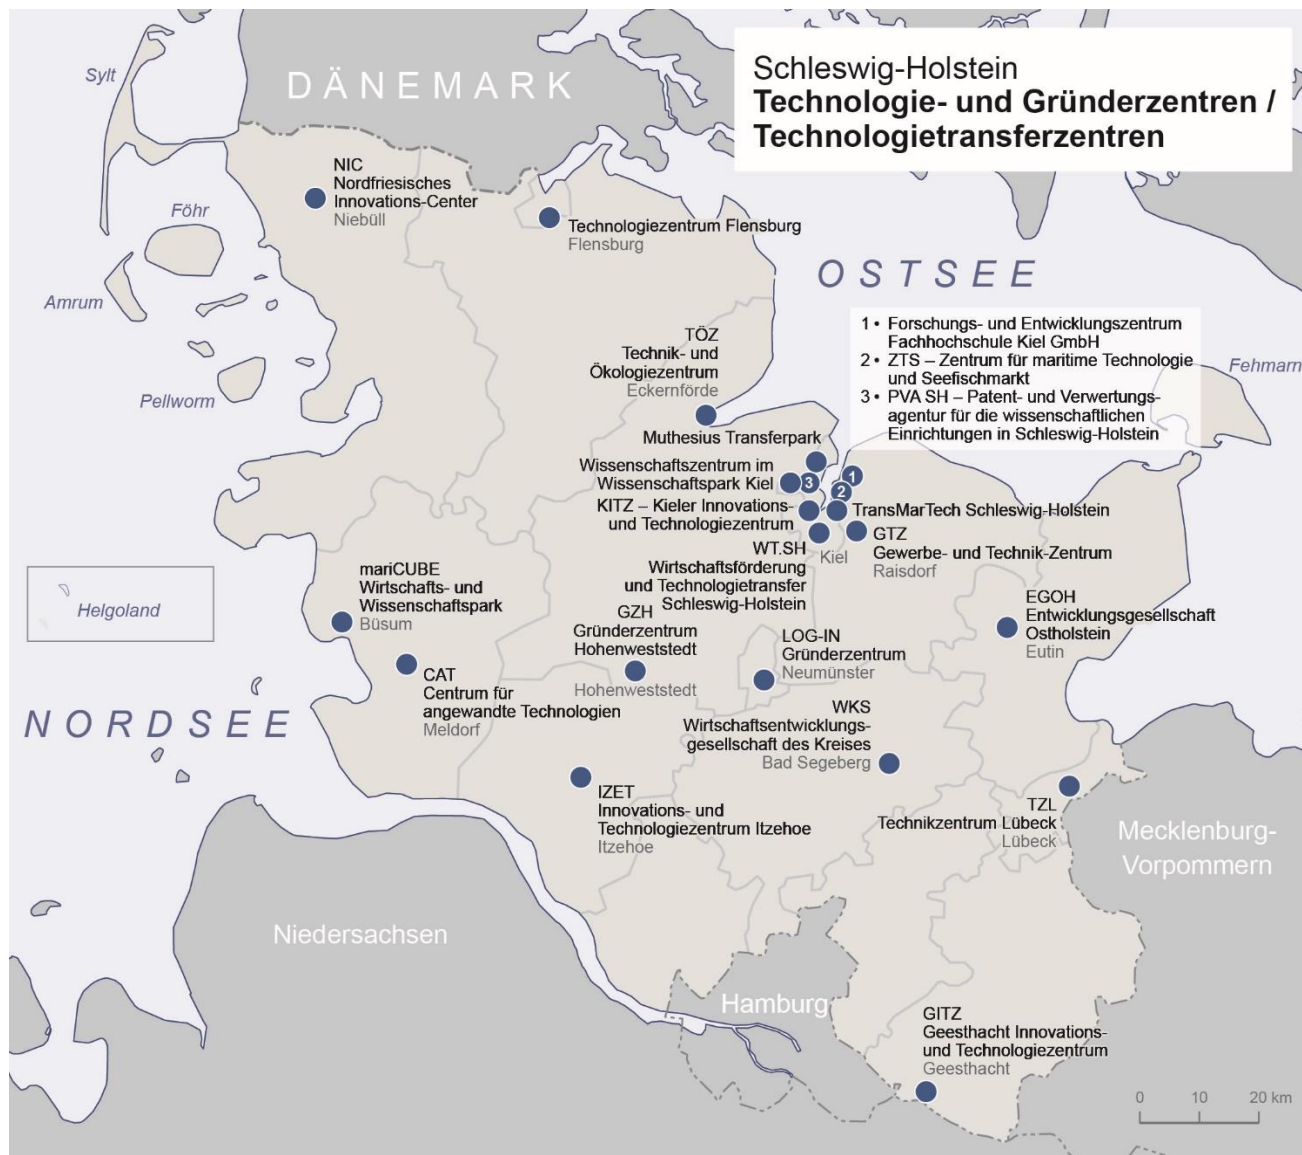 Schleswig-Holstein
Technologie- und Gründerzentren /
Technologietransferzentren
DÄNEMARK
Sylt
NIC
Nordfriesisches
Innovations-Center
Niebüll
Föhr
Technologiezentrum Flensburg
Flensburg
OSTSEE
Amrum
1 • Forschungs- und Entwicklungszentrum
Fachhochschule Kiel GmbH
2 • ZTS – Zentrum für maritime Technologie
und Seefischmarkt
3 • PVA SH – Patent- und Verwertungs-
agentur für die wissenschaftlichen
Einrichtungen in Schleswig-Holstein
TÖZ
Technik- und
Ökologiezentrum
Eckernförde
Fehmarn
Pellworm
Muthesius Transferpark
Wissenschaftszentrum im
Wissenschaftspark Kiel
3
1
2
KITZ – Kieler Innovations-
und Technologiezentrum
TransMarTech Schleswig-Holstein
WT.SH
Wirtschaftsförderung
und Technologietransfer
Schleswig-Holstein
Kiel
GTZ
Gewerbe- und Technik-Zentrum
Raisdorf
mariCUBE
Wirtschafts- und
Wissenschaftspark
Büsum
Helgoland
GZH
Gründerzentrum
Hohenweststedt
Hohenweststedt
EGOH
Entwicklungsgesellschaft
Ostholstein
Eutin
LOG-IN
Gründerzentrum
Neumünster
CAT
Centrum für
angewandte Technologien
Meldorf
NORDSEE
WKS
Wirtschaftsentwicklungs-
gesellschaft des Kreises
Bad Segeberg
IZET
Innovations- und
Technologiezentrum Itzehoe
Itzehoe
TZL
Technikzentrum Lübeck
Lübeck
Mecklenburg-
Vorpommern
Niedersachsen
Hamburg
GITZ
Geesthacht Innovations-
und Technologiezentrum
Geesthacht
0 10 20 km